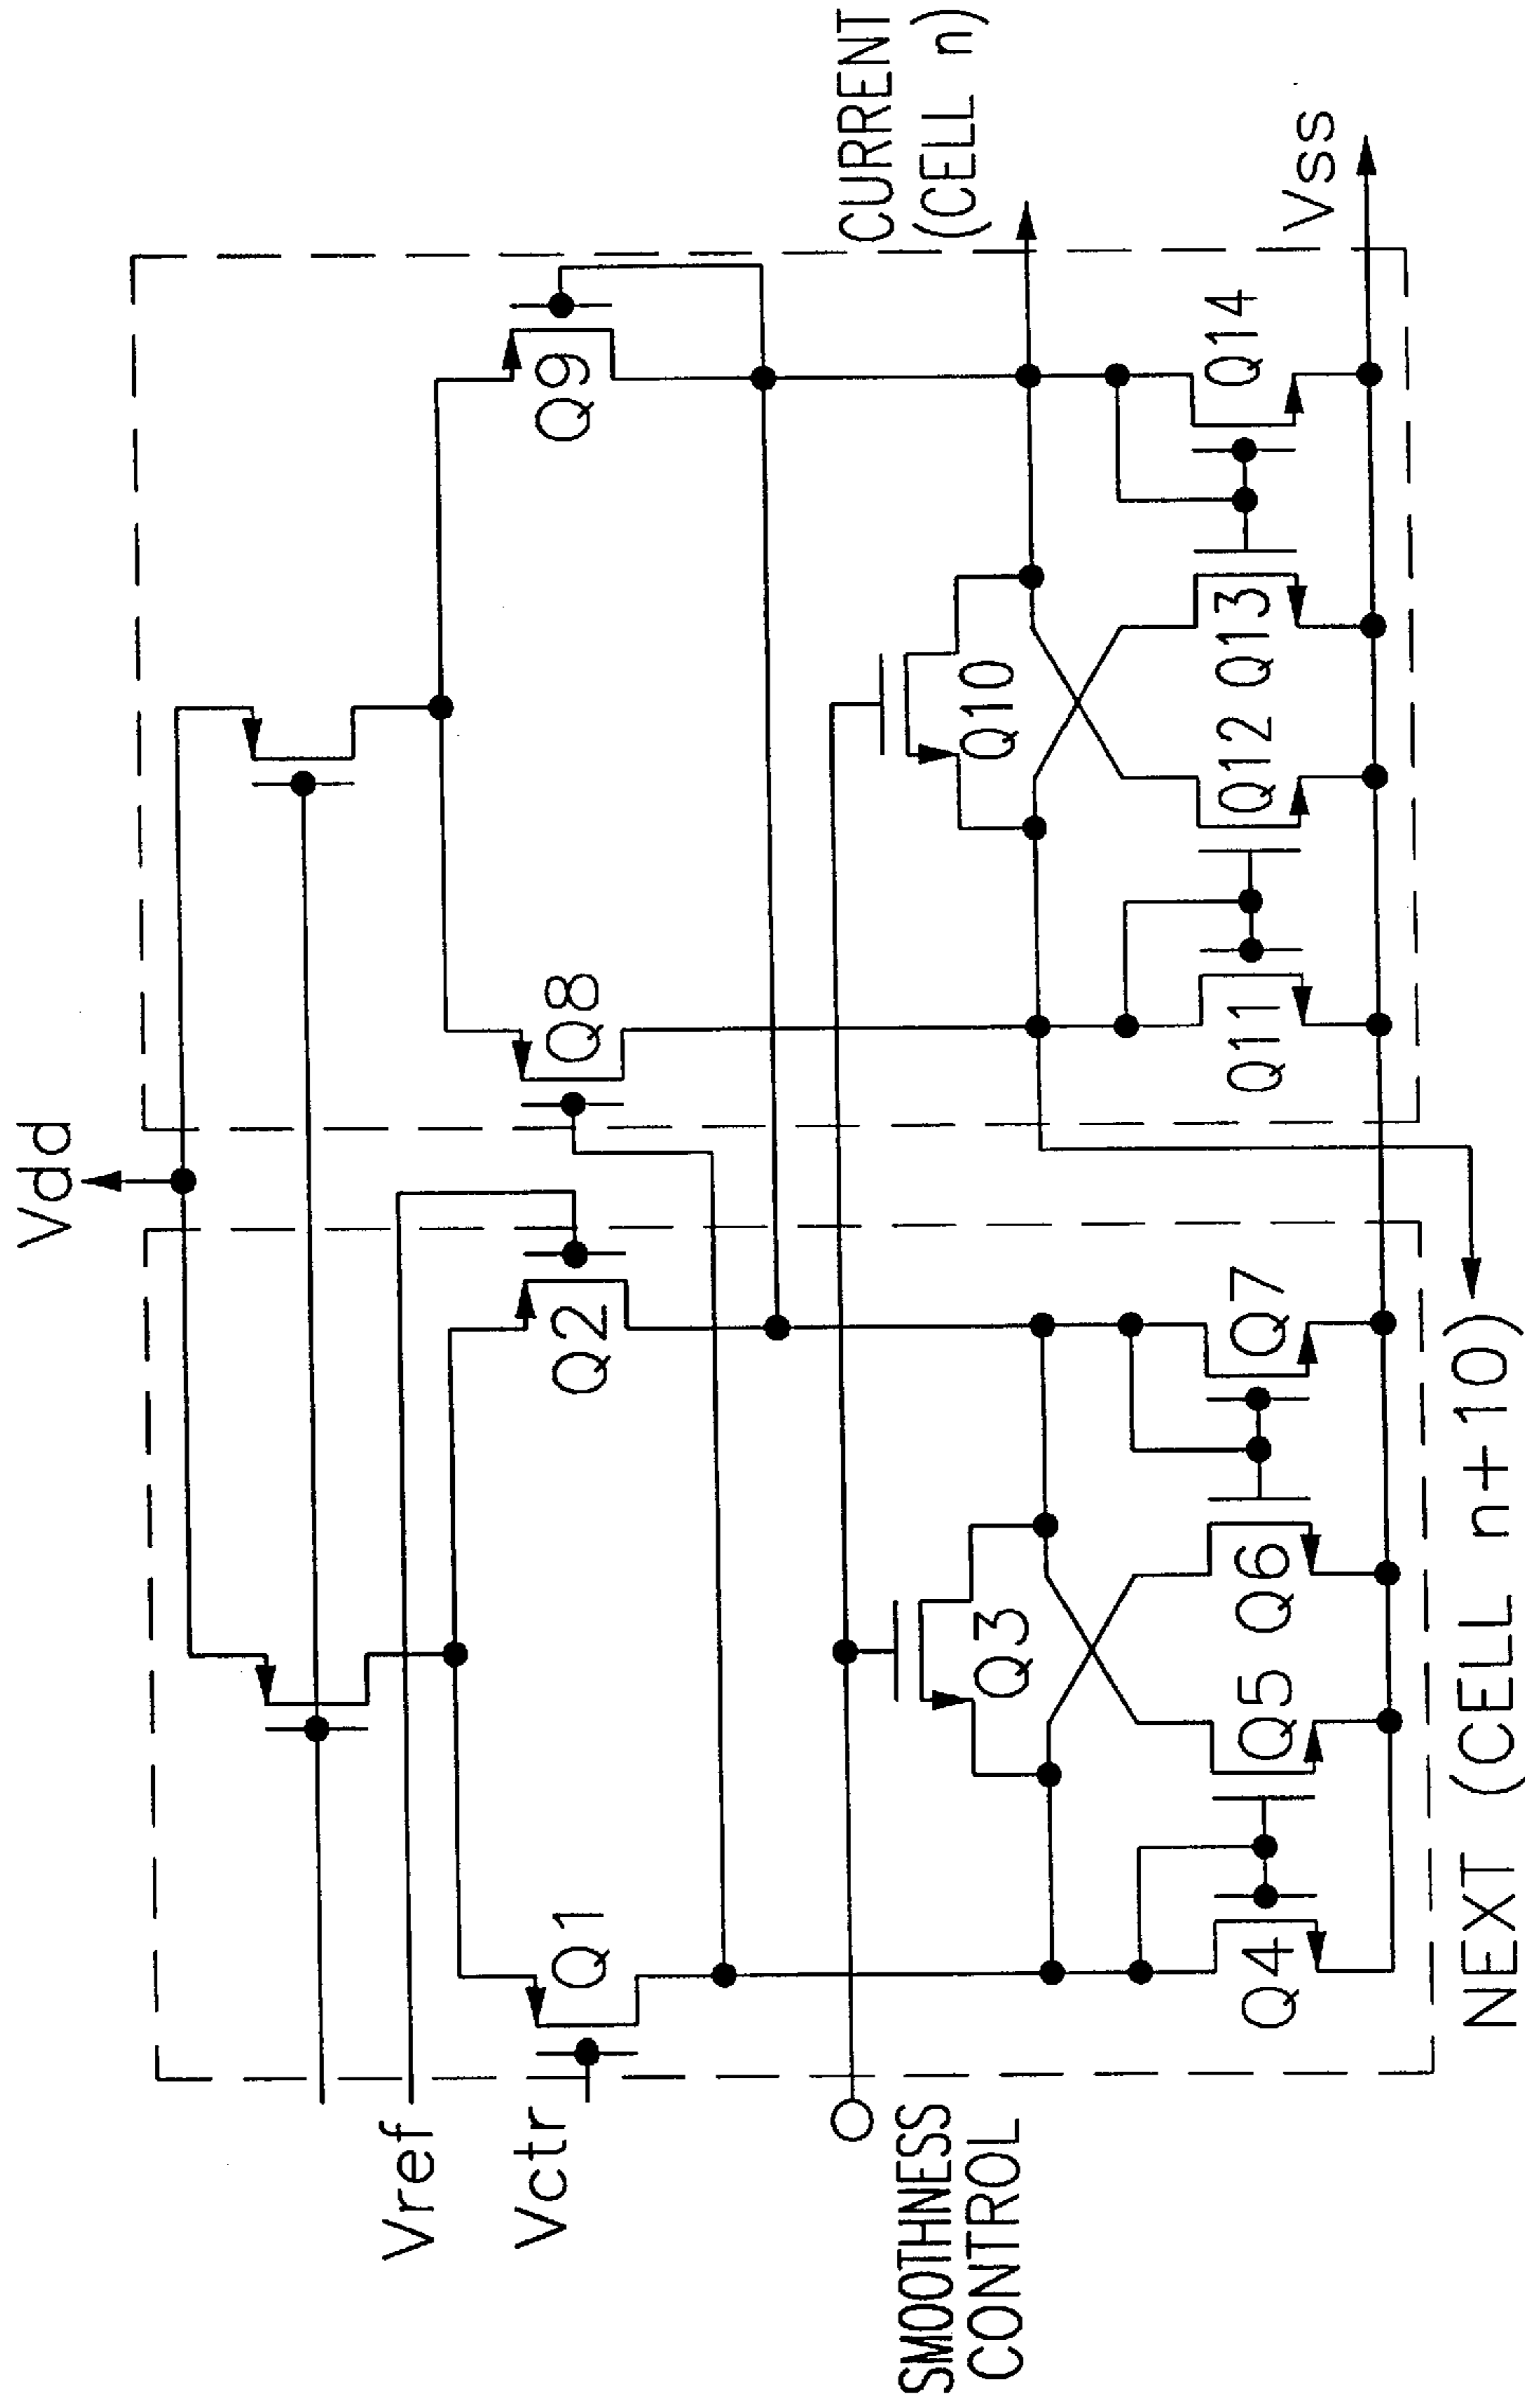 Vdd
Vref
Vctr
SMOOTHNESS
CONTROL
Q1
Q2
Q8
Q9
Q3
Q10
CURRENT
(CELL n)
Q4
Q5 Q6
Q7
Q11
Q12 Q13
Q14
Vss
NEXT (CELL n+10)